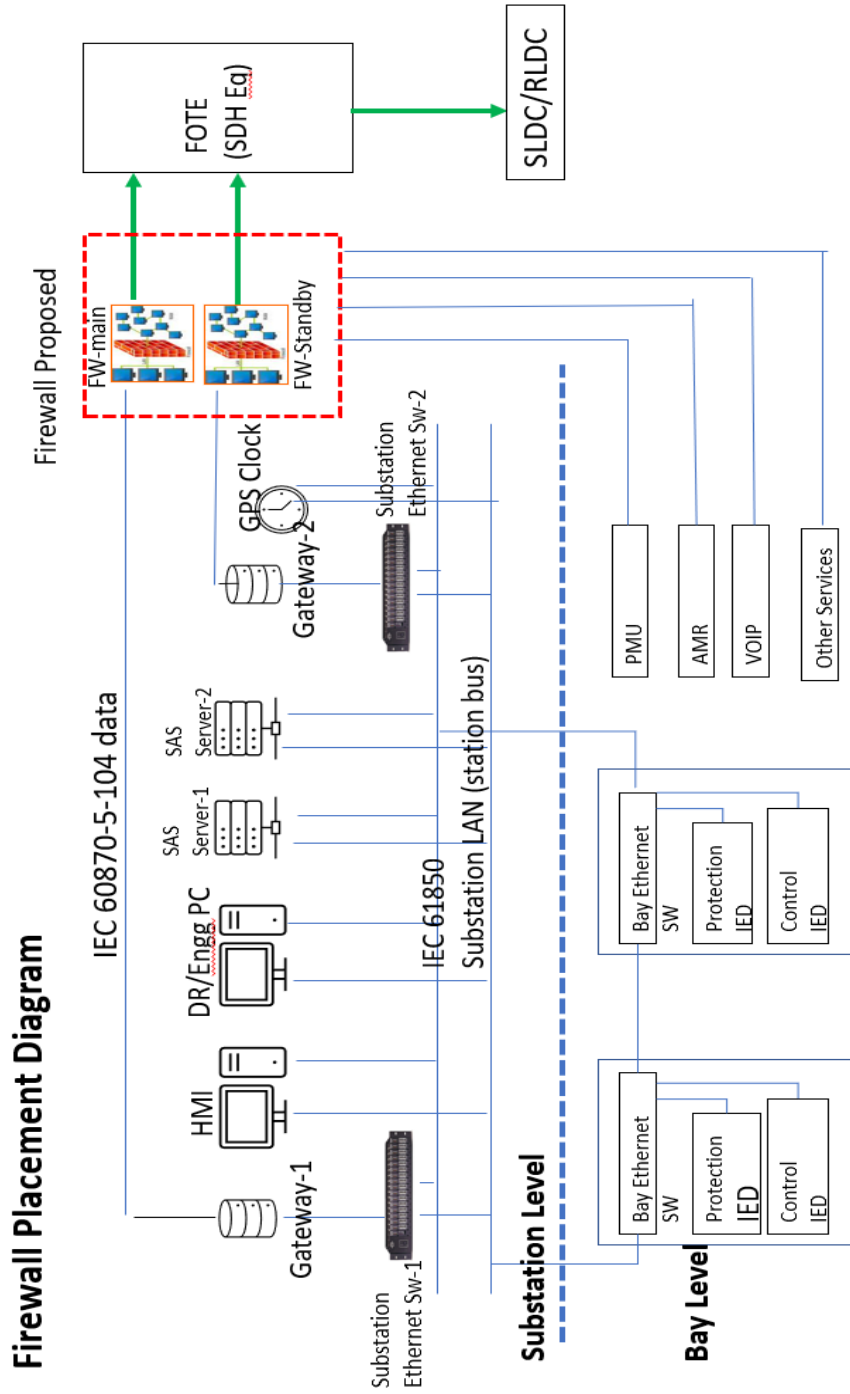 Firewall Placement Diagram
Firewall Proposed
IEC 60870-5-104 data
FW-main
FW-Standby
FOTE
(SDH Eq)
SLDC/RLDC
Gateway-1
HMI
DR/Engg PC
SAS
Server-1
SAS
Server-2
Gateway-2
GPS Clock
Substation
Ethernet Sw-1
Substation
Ethernet Sw-2
IEC 61850
Substation LAN (station bus)
Substation Level
Bay Level
Bay Ethernet
SW
Protection
IED
Control
IED
Bay Ethernet
SW
Protection
IED
Control
IED
PMU
AMR
VOIP
Other Services